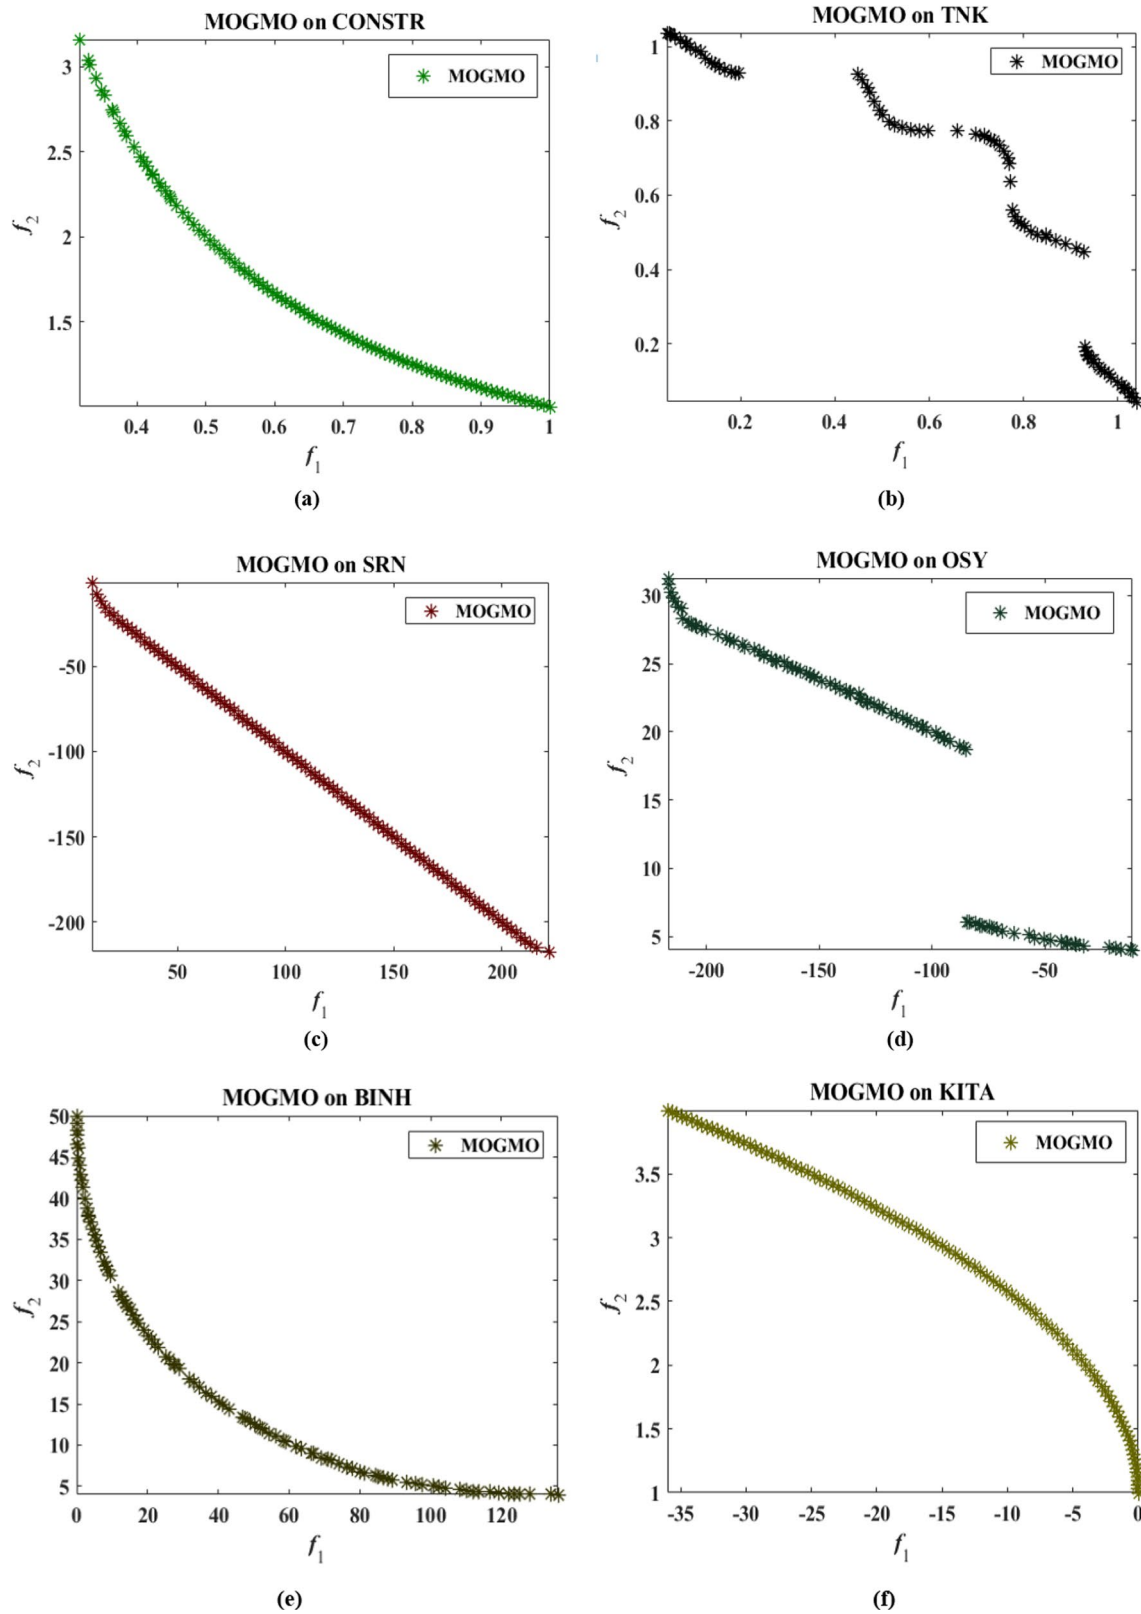 MOGMO on CONSTR
MOGMO
3
2.5
2
1.5
f2
0.4 0.5 0.6 0.7 0.8 0.9 1
f1
(a)
MOGMO on TNK
MOGMO
1
0.8
0.6
0.4
0.2
f2
0.2 0.4 0.6 0.8 1
f1
(b)
MOGMO on SRN
MOGMO
-50
-100
-150
-200
f2
50 100 150 200
f1
(c)
MOGMO on OSY
MOGMO
30
25
20
15
10
5
f2
-200 -150 -100 -50
f1
(d)
MOGMO on BINH
MOGMO
50
45
40
35
30
25
20
15
10
5
f2
0 20 40 60 80 100 120
f1
(e)
MOGMO on KITA
MOGMO
3.5
3
2.5
2
1.5
1
f2
-35 -30 -25 -20 -15 -10 -5 0
f1
(f)